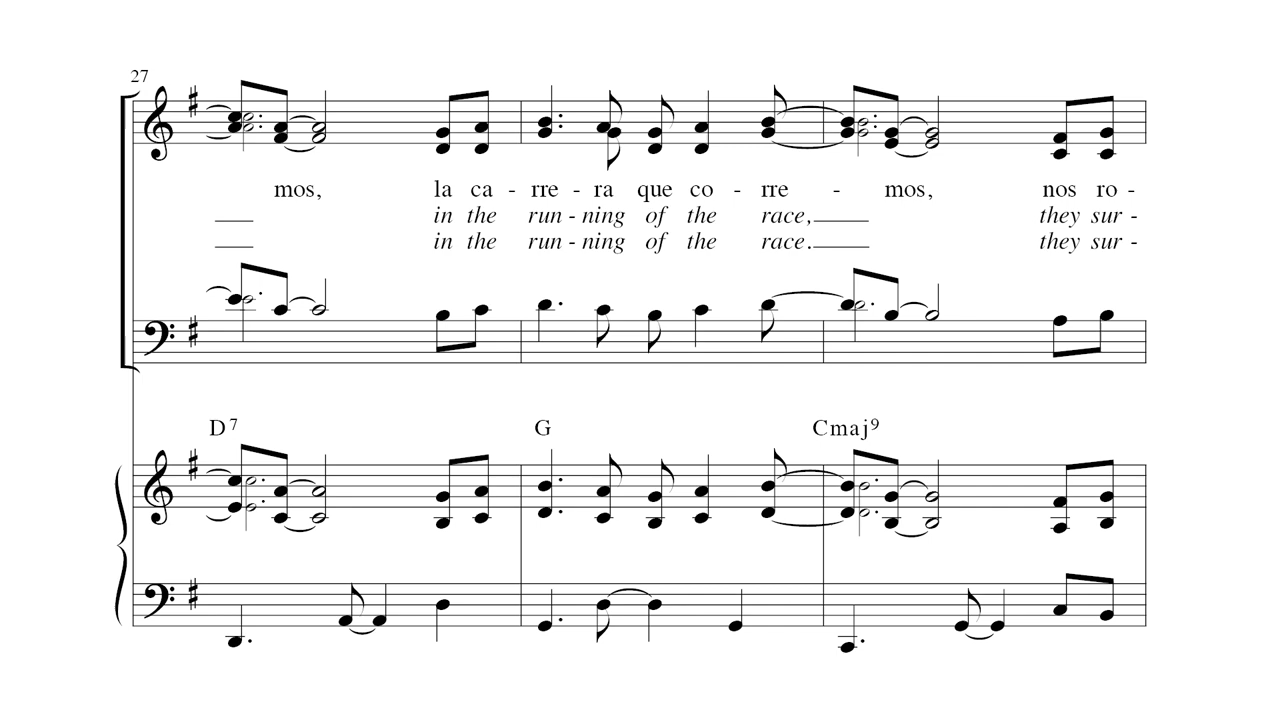 27
mos, la ca - rre - ra que co - rre - mos, nos ro -
in the run - ning of the race, they sur -
in the run - ning of the race. they sur -
D7 G Cmaj9